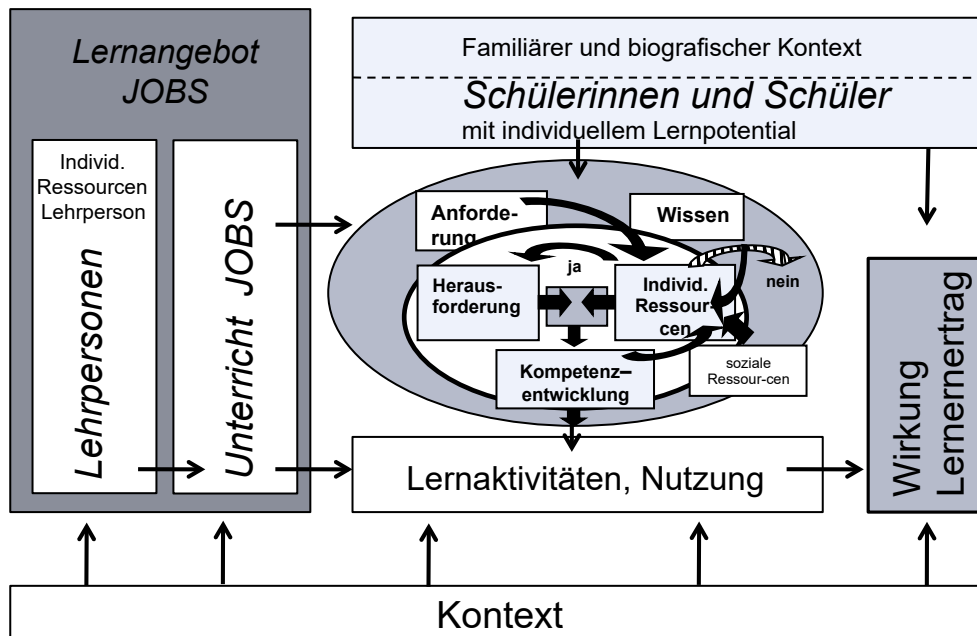 Lernangebot
JOBS
Individ.
Ressourcen
Lehrperson
Lehrpersonen
Unterricht JOBS
Familiärer und biografischer Kontext
Schülerinnen und Schüler
mit individuellem Lernpotential
Anforde-
rung
Wissen
ja
nein
Heraus-
forderung
Individ.
Ressour-
cen
Kompetenz–
entwicklung
soziale
Ressour-cen
Lernaktivitäten, Nutzung
Wirkung
Lernertrag
Kontext